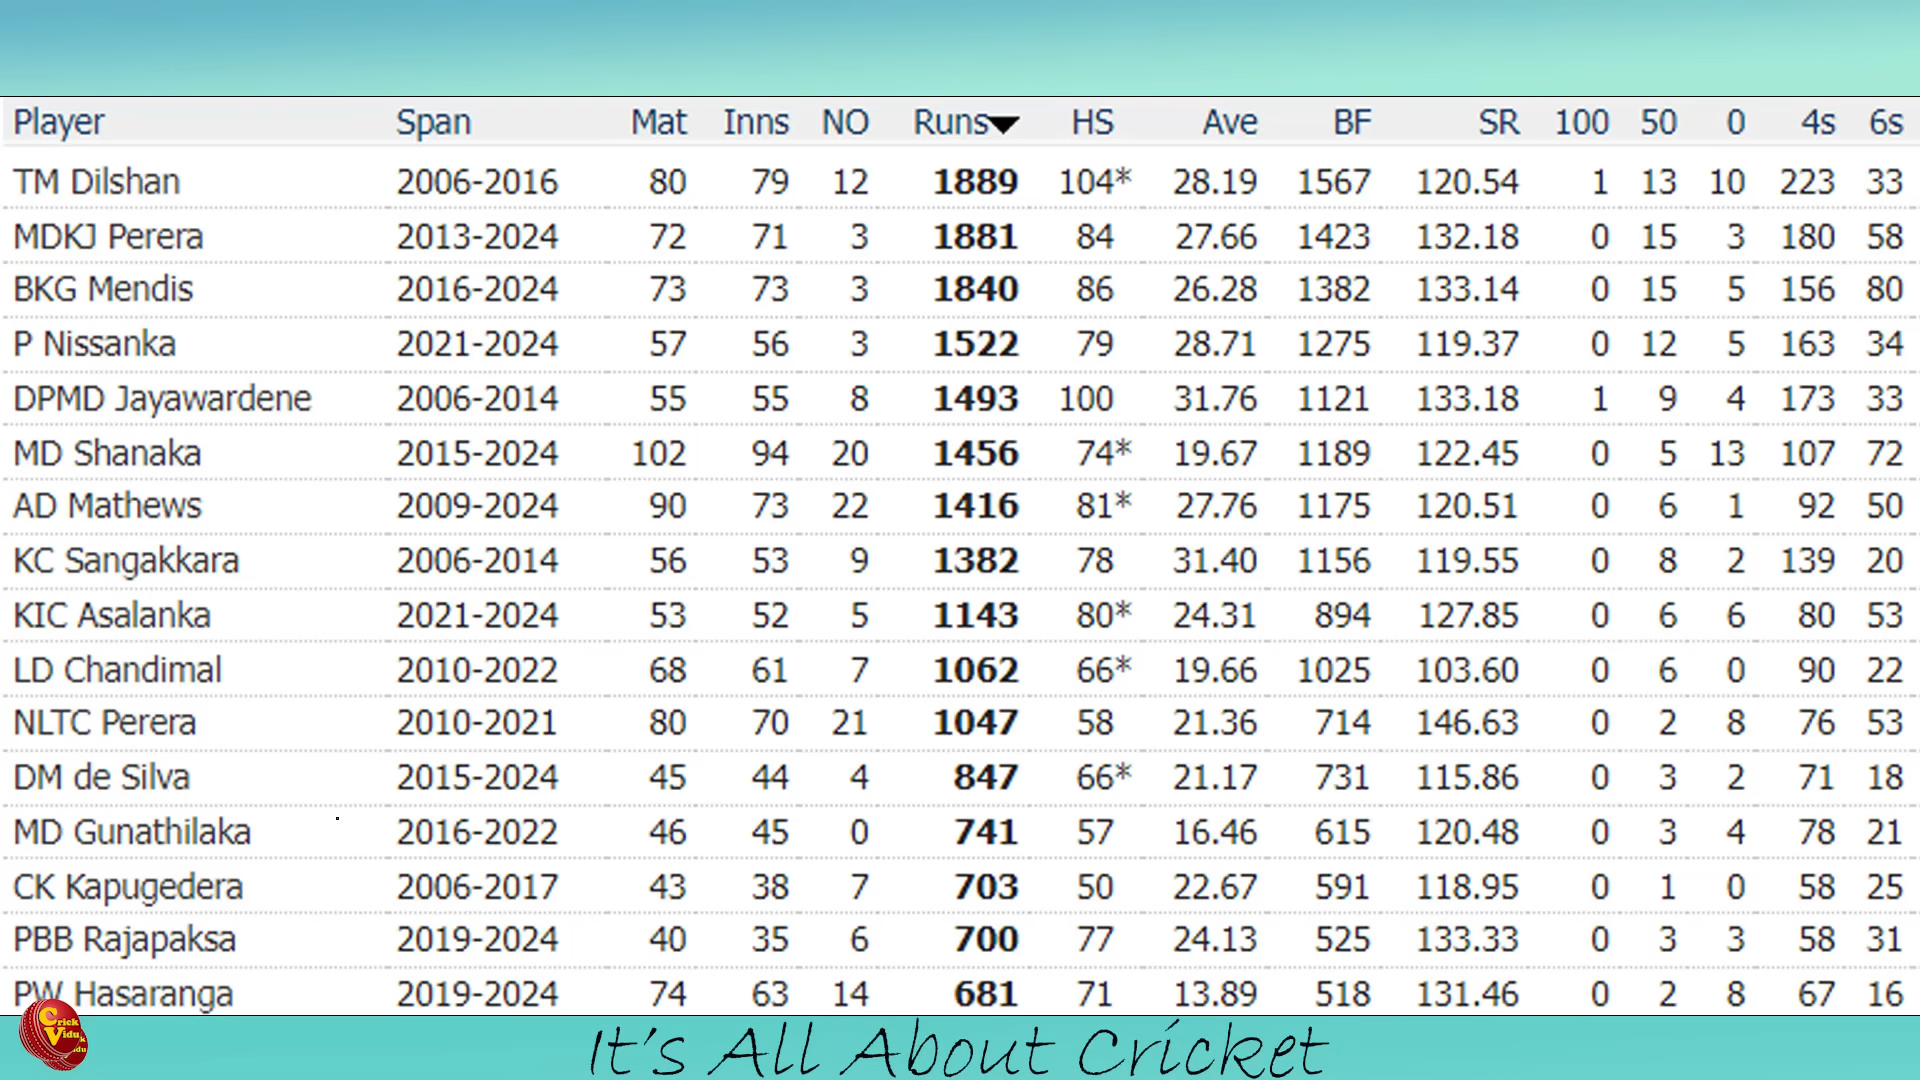 Player Span Mat Inns NO Runs HS Ave BF SR 100 50 0 4s 6s
TM Dilshan 2006-2016 80 79 12 1889 104* 28.19 1567 120.54 1 13 10 223 33
MDKJ Perera 2013-2024 72 71 3 1881 84 27.66 1423 132.18 0 15 3 180 58
BKG Mendis 2016-2024 73 73 3 1840 86 26.28 1382 133.14 0 15 5 156 80
P Nissanka 2021-2024 57 56 3 1522 79 28.71 1275 119.37 0 12 5 163 34
DPMD Jayawardene 2006-2014 55 55 8 1493 100 31.76 1121 133.18 1 9 4 173 33
MD Shanaka 2015-2024 102 94 20 1456 74* 19.67 1189 122.45 0 5 13 107 72
AD Mathews 2009-2024 90 73 22 1416 81* 27.76 1175 120.51 0 6 1 92 50
KC Sangakkara 2006-2014 56 53 9 1382 78 31.40 1156 119.55 0 8 2 139 20
KIC Asalanka 2021-2024 53 52 5 1143 80* 24.31 894 127.85 0 6 6 80 53
LD Chandimal 2010-2022 68 61 7 1062 66* 19.66 1025 103.60 0 6 0 90 22
NLTC Perera 2010-2021 80 70 21 1047 58 21.36 714 146.63 0 2 8 76 53
DM de Silva 2015-2024 45 44 4 847 66* 21.17 731 115.86 0 3 2 71 18
MD Gunathilaka 2016-2022 46 45 0 741 57 16.46 615 120.48 0 3 4 78 21
CK Kapugedera 2006-2017 43 38 7 703 50 22.67 591 118.95 0 1 0 58 25
PBB Rajapaksa 2019-2024 40 35 6 700 77 24.13 525 133.33 0 3 3 58 31
PW Hasaranga 2019-2024 74 63 14 681 71 13.89 518 131.46 0 2 8 67 16
Crick
Vidu
It's All About Cricket